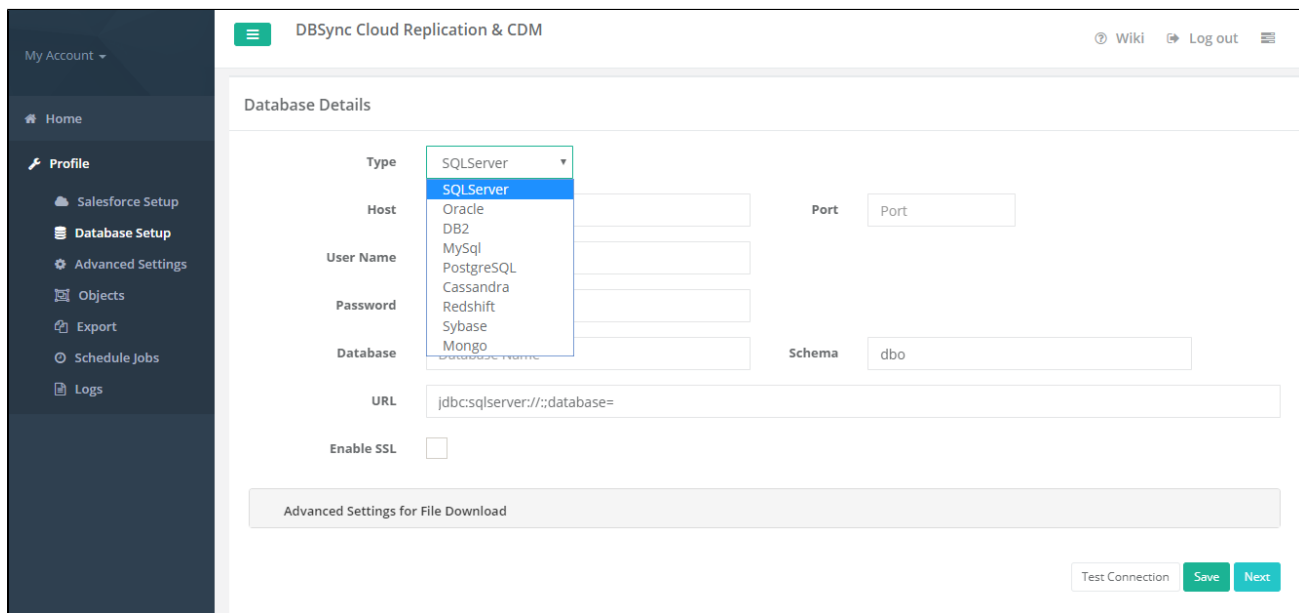 DBSync Cloud Replication & CDM
Wiki
Log out
My Account
Home
Profile
Salesforce Setup
Database Setup
Advanced Settings
Objects
Export
Schedule Jobs
Logs
Database Details
Type
SQLServer
SQLServer
Oracle
DB2
MySql
PostgreSQL
Cassandra
Redshift
Sybase
Mongo
Host
Port
Port
User Name
Password
Database
Database Name
Schema
dbo
URL
jdbc:sqlserver://:;database=
Enable SSL
Advanced Settings for File Download
Test Connection
Save
Next